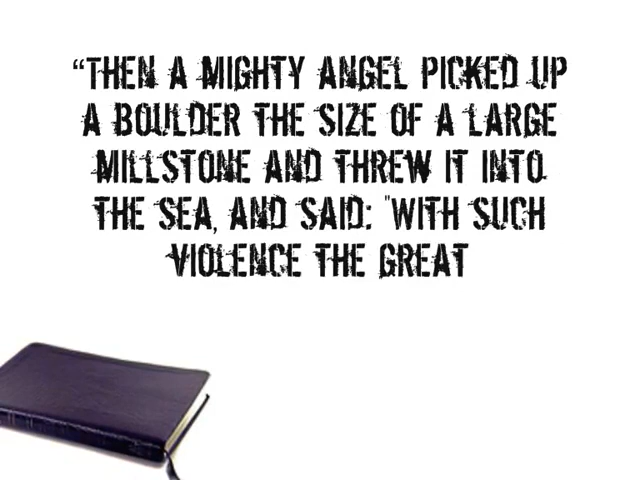 “THEN A MIGHTY ANGEL PICKED UP
A BOULDER THE SIZE OF A LARGE
MILLSTONE AND THREW IT INTO
THE SEA, AND SAID: "WITH SUCH
VIOLENCE THE GREAT